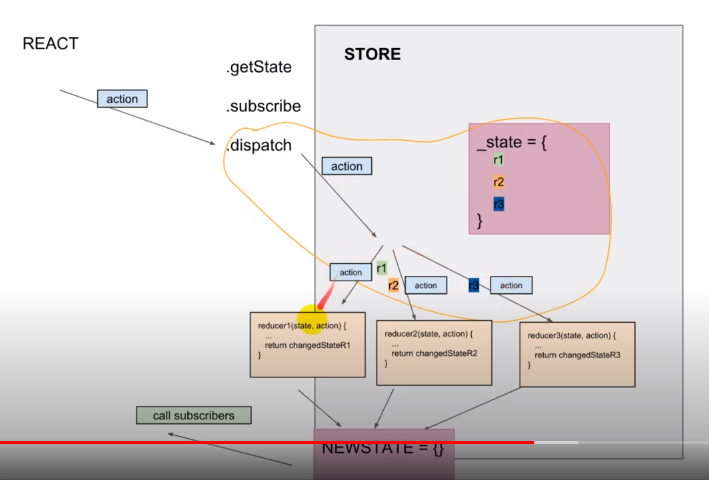 REACT
STORE
.getState
action
.subscribe
.dispatch
_state = {
r1
r2
r3
}
action
action
r1
r2
action
r3
action
reducer1(state, action) {
...
return changedStateR1
}
reducer2(state, action) {
...
return changedStateR2
}
reducer3(state, action) {
...
return changedStateR3
}
call subscribers
NEWSTATE = {}